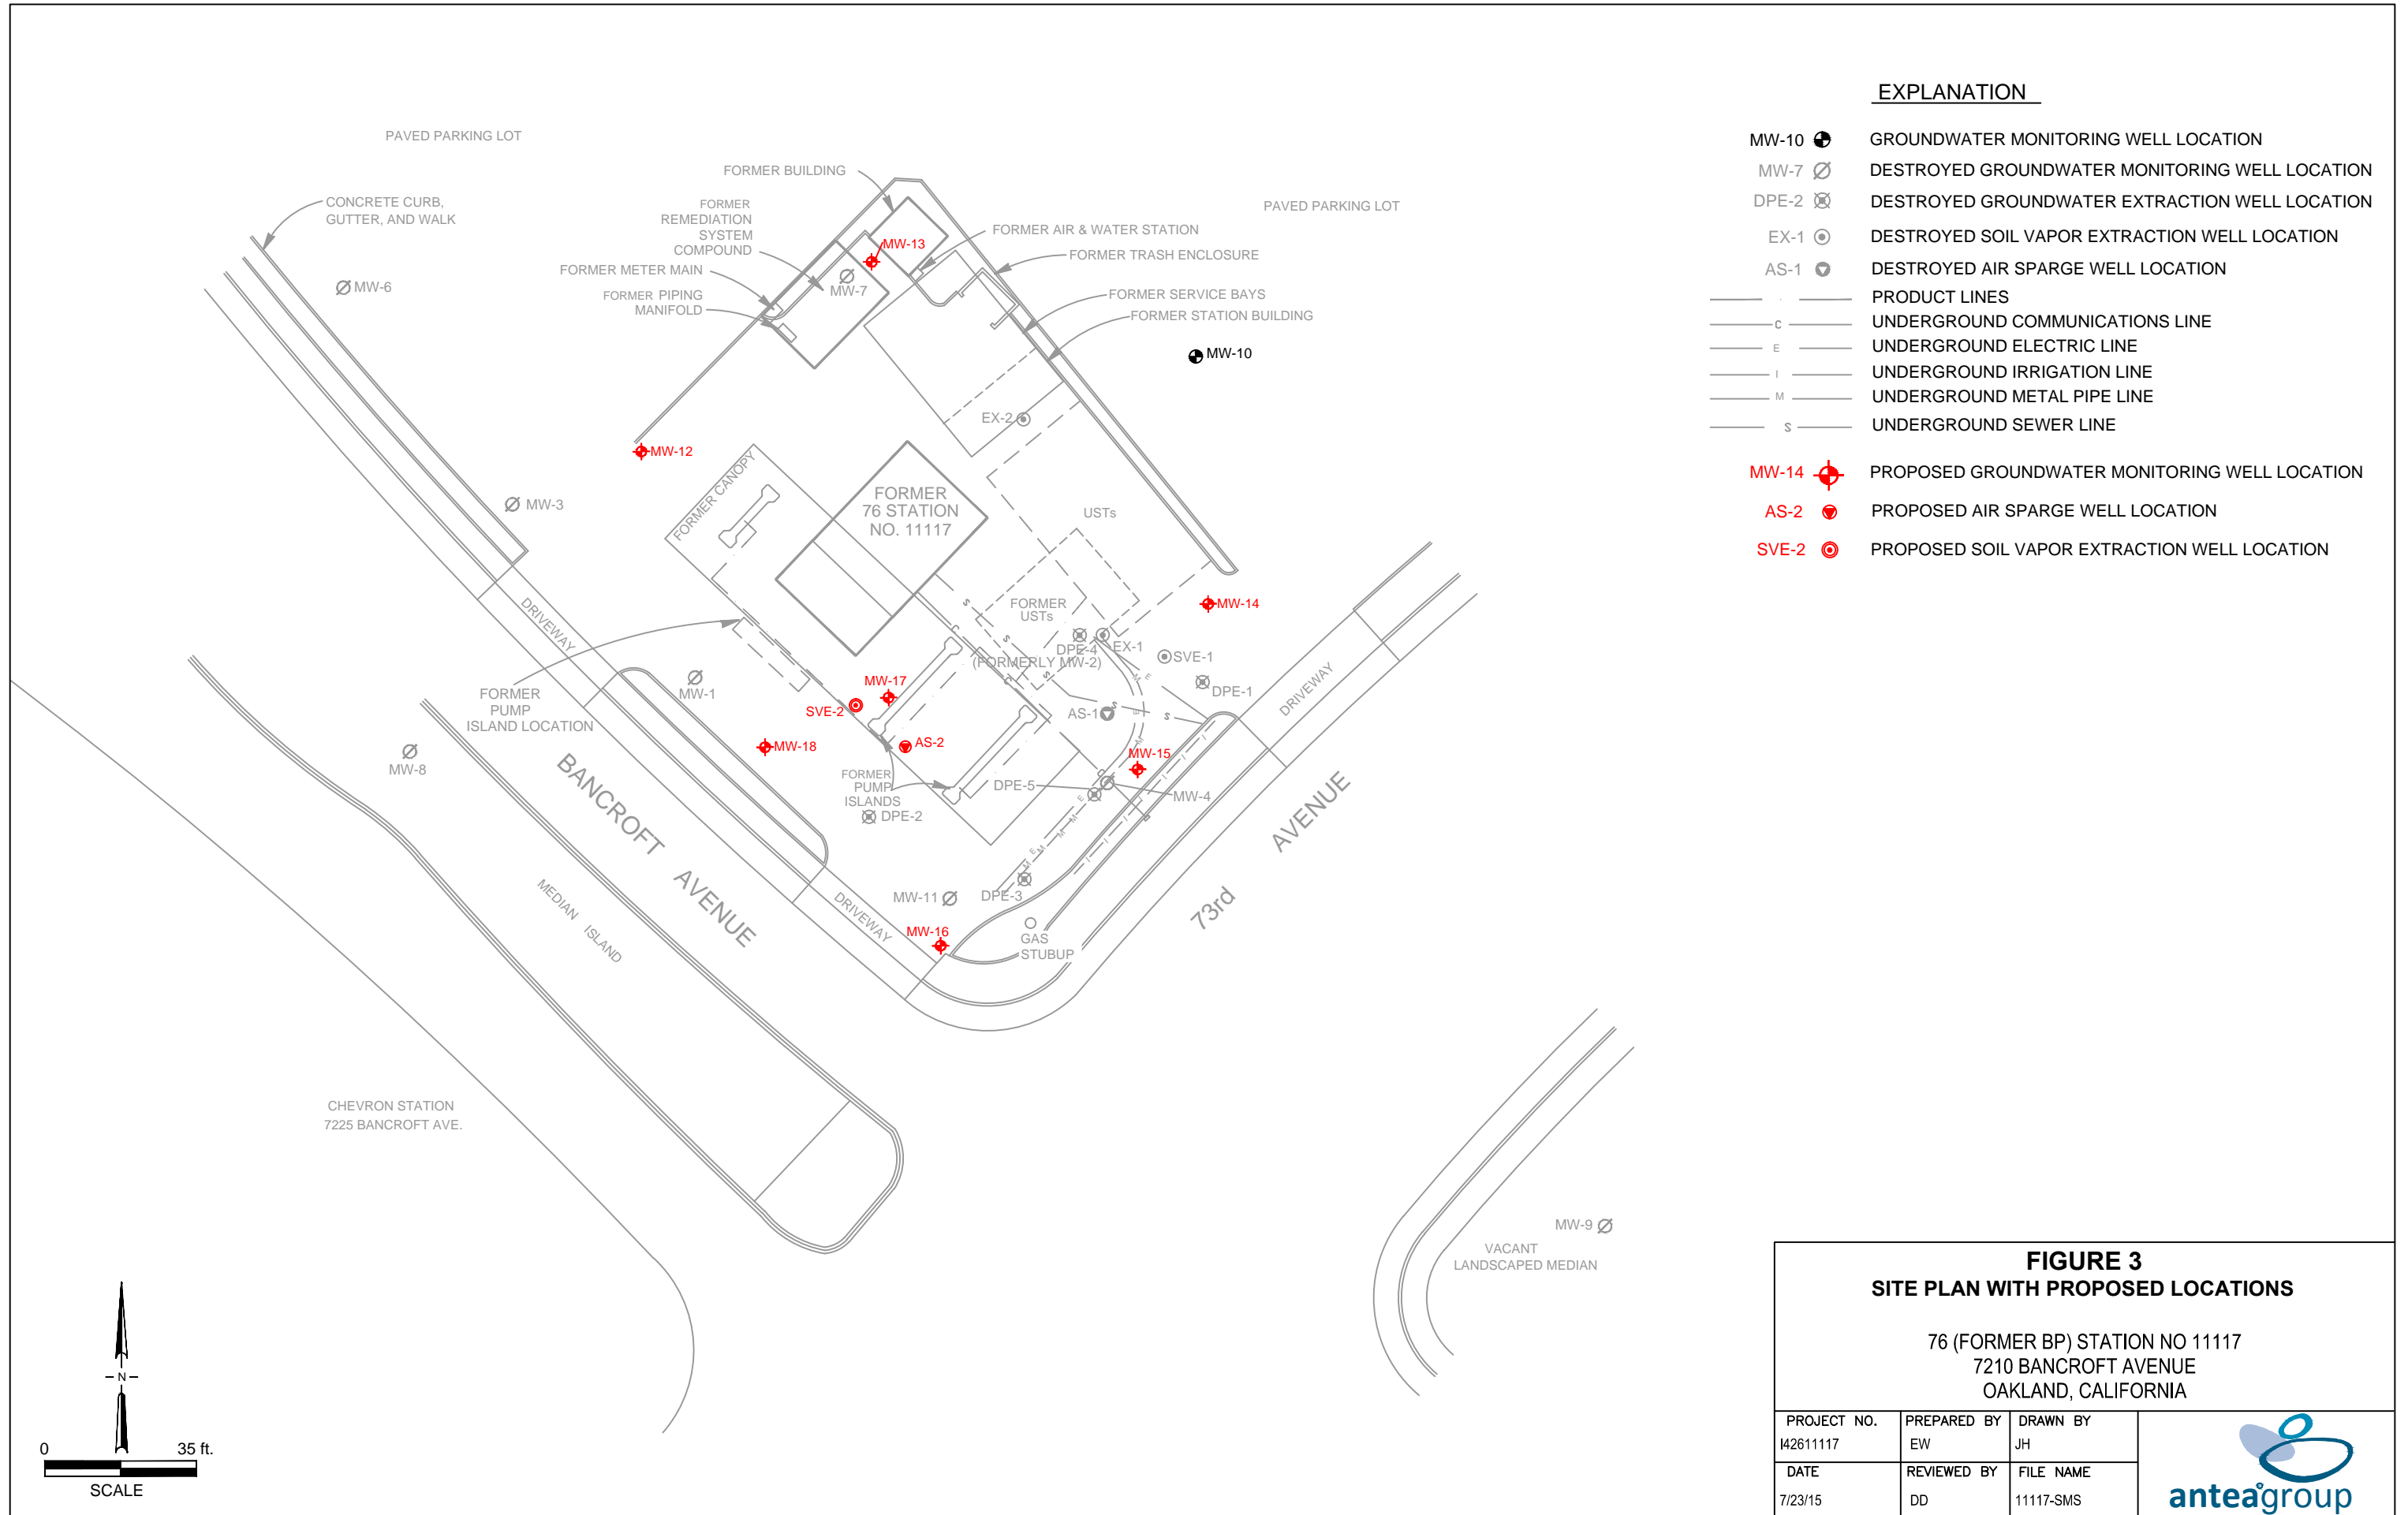 EXPLANATION
MW-10 GROUNDWATER MONITORING WELL LOCATION
MW-7 DESTROYED GROUNDWATER MONITORING WELL LOCATION
DPE-2 DESTROYED GROUNDWATER EXTRACTION WELL LOCATION
EX-1 DESTROYED SOIL VAPOR EXTRACTION WELL LOCATION
AS-1 DESTROYED AIR SPARGE WELL LOCATION
PRODUCT LINES
C UNDERGROUND COMMUNICATIONS LINE
E UNDERGROUND ELECTRIC LINE
I UNDERGROUND IRRIGATION LINE
M UNDERGROUND METAL PIPE LINE
S UNDERGROUND SEWER LINE
MW-14 PROPOSED GROUNDWATER MONITORING WELL LOCATION
AS-2 PROPOSED AIR SPARGE WELL LOCATION
SVE-2 PROPOSED SOIL VAPOR EXTRACTION WELL LOCATION
PAVED PARKING LOT
FORMER BUILDING
CONCRETE CURB,
GUTTER, AND WALK
FORMER
REMEDIATION
SYSTEM
COMPOUND
PAVED PARKING LOT
FORMER AIR & WATER STATION
MW-13
FORMER TRASH ENCLOSURE
FORMER METER MAIN
MW-7
MW-6
FORMER PIPING
MANIFOLD
FORMER SERVICE BAYS
FORMER STATION BUILDING
MW-10
EX-2
MW-12
FORMER CANOPY
FORMER
76 STATION
NO. 11117
MW-3
USTs
DRIVEWAY
FORMER
USTs
MW-14
S
C
S
DPE-4
EX-1
(FORMERLY MW-2)
SVE-1
S
C
M
E
MW-1
MW-17
DPE-1
DRIVEWAY
FORMER
PUMP
ISLAND LOCATION
SVE-2
AS-1
S
S
E
M
MW-18
AS-2
MW-15
MW-8
BANCROFT AVENUE
FORMER
PUMP
ISLANDS
DPE-5
MW-4
C
E
M
M
E
M
M
I
I
I
I
I
DPE-2
73rd AVENUE
MEDIAN ISLAND
DRIVEWAY
MW-11
DPE-3
MW-16
GAS
STUBUP
CHEVRON STATION
7225 BANCROFT AVE.
MW-9
VACANT
LANDSCAPED MEDIAN
N
0 35 ft.
SCALE
FIGURE 3
SITE PLAN WITH PROPOSED LOCATIONS
76 (FORMER BP) STATION NO 11117
7210 BANCROFT AVENUE
OAKLAND, CALIFORNIA
PROJECT NO. PREPARED BY DRAWN BY
I42611117 EW JH
DATE REVIEWED BY FILE NAME
7/23/15 DD 11117-SMS
anteagroup